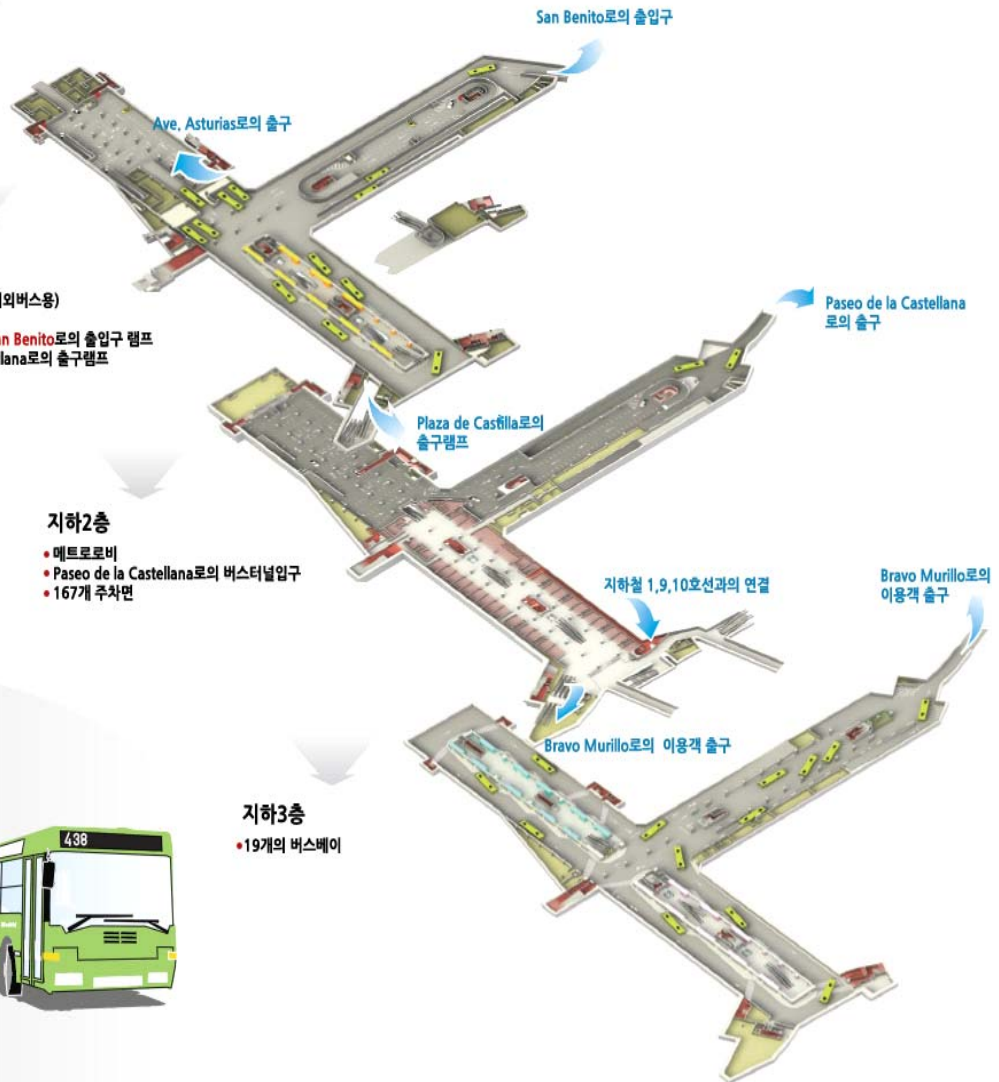 San Benito로의 출입구
Ave. Asturias로의 출구
외버스용)
San Benito로의 출입구 램프
llana로의 출구램프
Paseo de la Castellana
로의 출구
Plaza de Castilla로의
출구램프
지하2층
• 메트로로비
• Paseo de la Castellana로의 버스터널입구
• 167개 주차면
지하철 1,9,10호선과의 연결
Bravo Murillo로의
이용객 출구
Bravo Murillo로의 이용객 출구
지하3층
• 19개의 버스베이
438